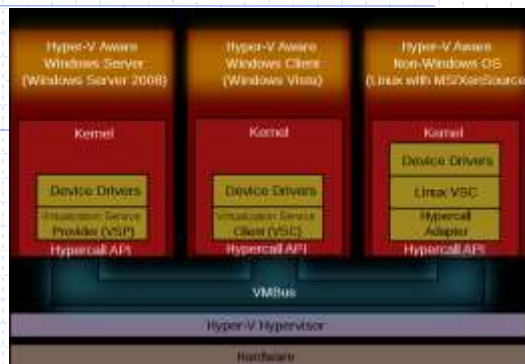 Hyper-V Aware
Windows Server
(Windows Server 2008)
Kernel
Device Drivers
Virtualization Service
Provider (VSP)
Hypercall API
Hyper-V Aware
Windows Client
(Windows Vista)
Kernel
Device Drivers
Virtualization Service
Client (VSC)
Hypercall API
Hyper-V Aware
Non-Windows OS
(Linux with MS/XenSource
Kernel
Device Drivers
Linux VSC
Hypercall
Adapter
Hypercall API
VMBus
Hyper-V Hypervisor
Hardware